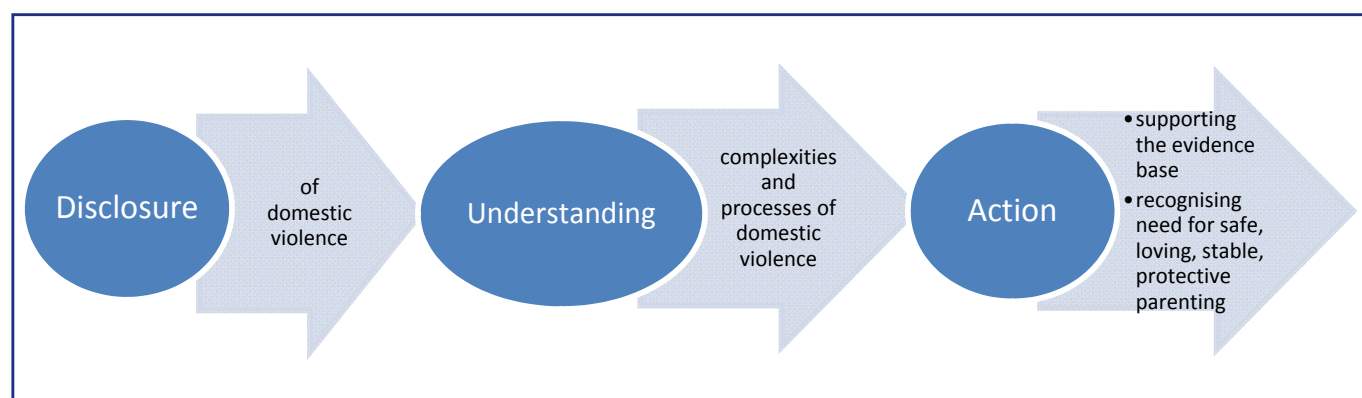 Disclosure
of
domestic
violence
Understanding
complexities
and
processes of
domestic
violence
Action
•supporting
the evidence
base
•recognising
need for safe,
loving, stable,
protective
parenting